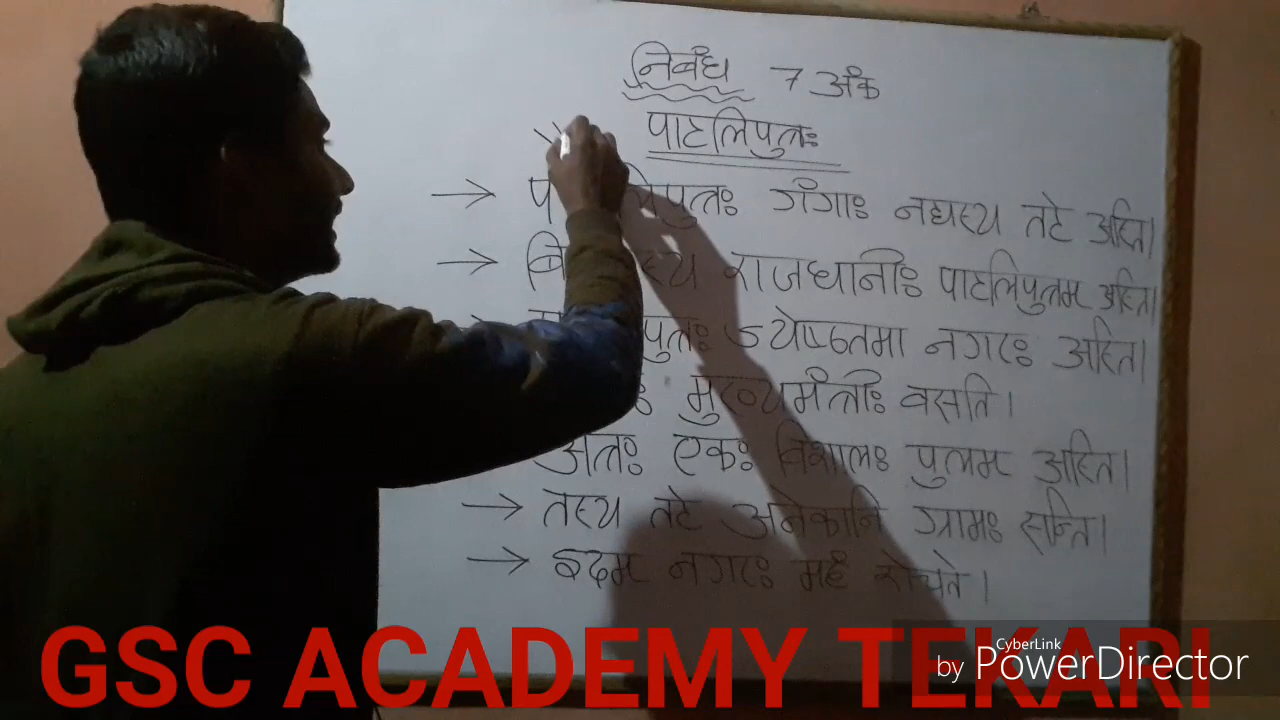 निबंध 7 अंक
पाटलिपुत्रः
→ गंगाः नद्यस्य तटे अस्ति।
→ राजधानीः पाटलिपुत्रम अस्ति।
ज्येष्ठतमा नगरः अस्ति।
मुख्यमंत्रीः वसति।
अत्रः एकः विशालः पुत्रम अस्ति।
→ तस्य तटे अनेकानि ग्रामः सन्ति।
→ इदम नगरः महं रोचते।
GSC ACADEMY TEKARI
CyberLink
by PowerDirector